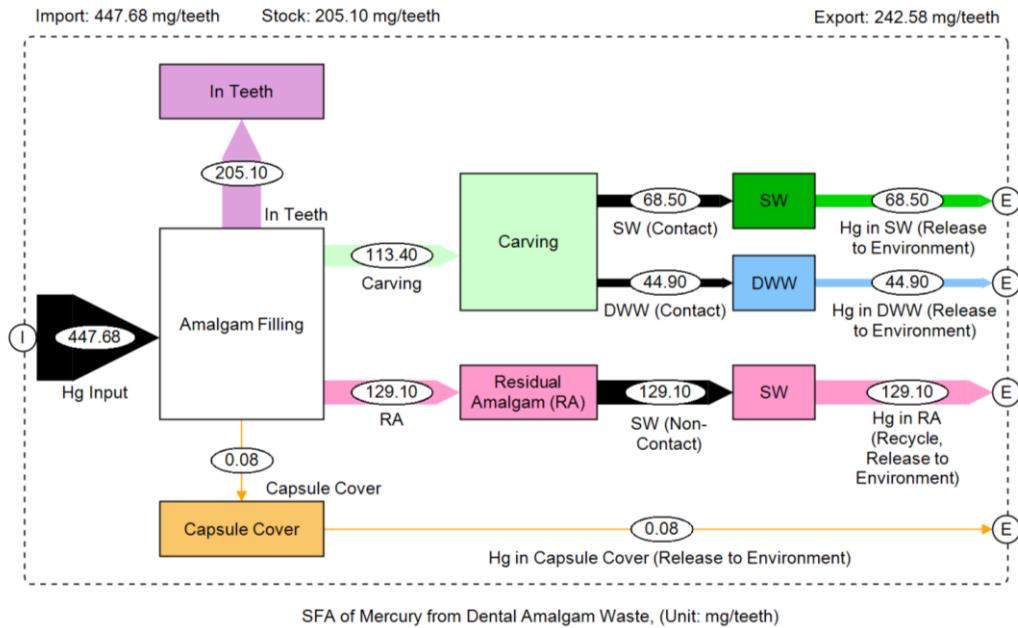 Import: 447.68 mg/teeth
Stock: 205.10 mg/teeth
Export: 242.58 mg/teeth
In Teeth
205.10
In Teeth
I
447.68
Hg Input
Amalgam Filling
113.40
Carving
Carving
68.50
SW (Contact)
SW
68.50
Hg in SW (Release
to Environment)
E
44.90
DWW (Contact)
DWW
44.90
Hg in DWW (Release
to Environment)
E
129.10
RA
Residual
Amalgam (RA)
129.10
SW (Non-
Contact)
SW
129.10
Hg in RA
(Recycle,
Release to
Environment)
E
0.08
Capsule Cover
Capsule Cover
0.08
Hg in Capsule Cover (Release to Environment)
E
SFA of Mercury from Dental Amalgam Waste, (Unit: mg/teeth)